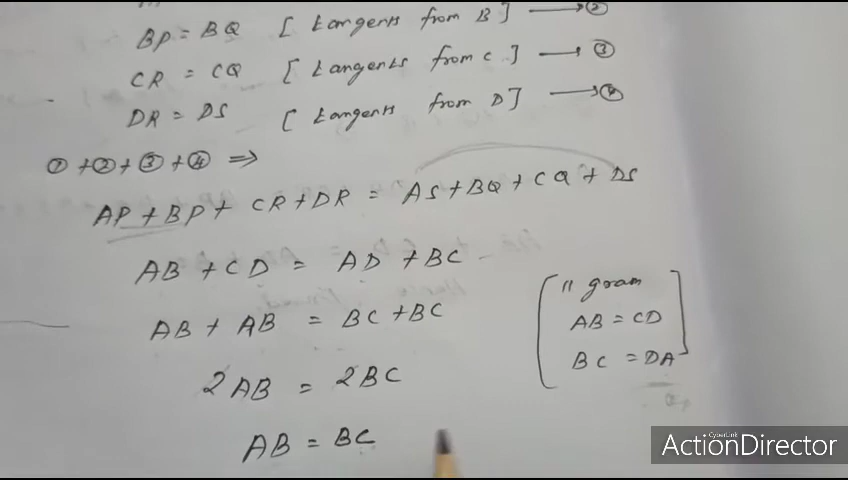 BP = BQ [ tangents from B ] → ②
CR = CQ [ tangents from C ] → ③
DR = DS [ tangents from D ] → ④
① + ② + ③ + ④ ⇒
AP + BP + CR + DR = AS + BQ + CQ + DS
AB + CD = AD + BC
AB + AB = BC + BC
2AB = 2BC
AB = BC
[ 11 gram
AB = CD
BC = DA ]
CyberLink
ActionDirector